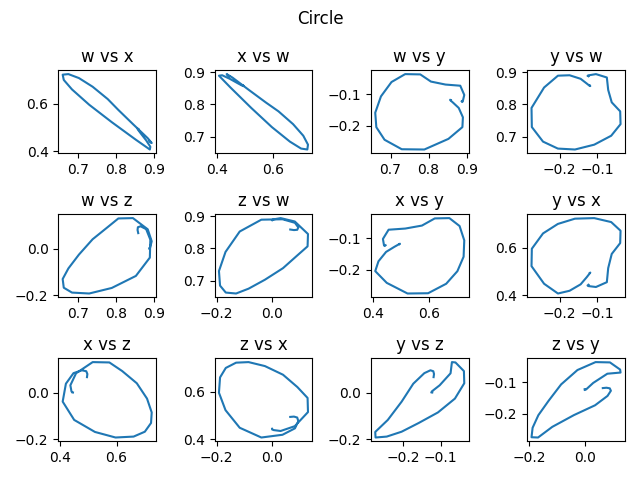 Circle
w vs x
x vs w
w vs y
y vs w
0.6
0.4
0.7 0.8 0.9
0.9
0.8
0.7
0.4 0.6
−0.1
−0.2
0.7 0.8 0.9
0.9
0.8
0.7
−0.2 −0.1
w vs z
z vs w
x vs y
y vs x
0.0
−0.2
0.7 0.8 0.9
0.9
0.8
0.7
−0.2 0.0
−0.1
−0.2
0.4 0.6
0.6
0.4
−0.2 −0.1
x vs z
z vs x
y vs z
z vs y
0.0
−0.2
0.4 0.6
0.6
0.4
−0.2 0.0
0.0
−0.2
−0.2 −0.1
−0.1
−0.2
−0.2 0.0